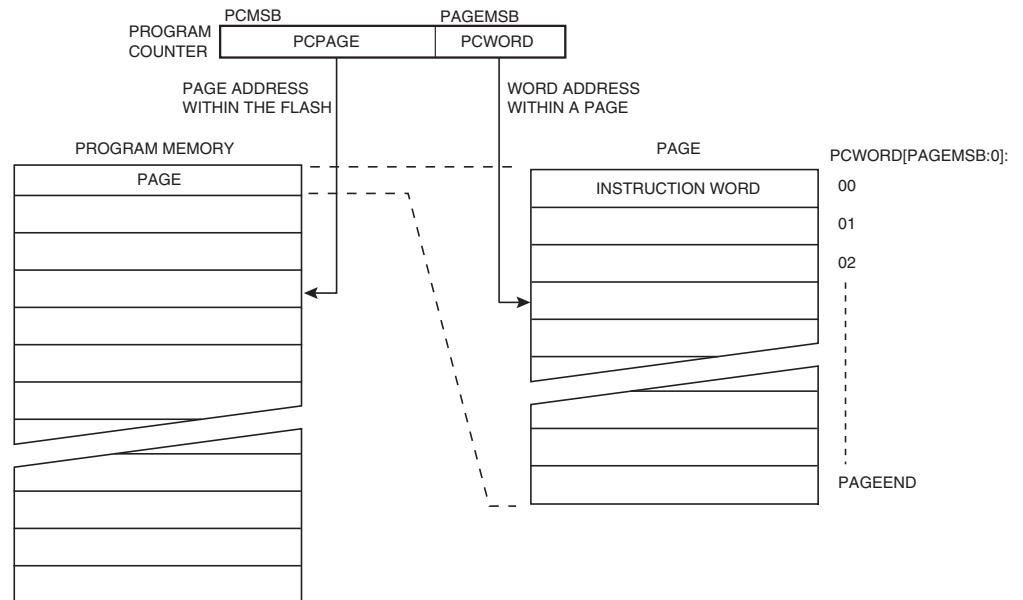 PCMSB PAGEMSB
PROGRAM
COUNTER
PCPAGE PCWORD
PAGE ADDRESS
WITHIN THE FLASH
WORD ADDRESS
WITHIN A PAGE
PROGRAM MEMORY
PAGE
PAGE
INSTRUCTION WORD
PCWORD[PAGEMSB:0]:
00
01
02
PAGEEND